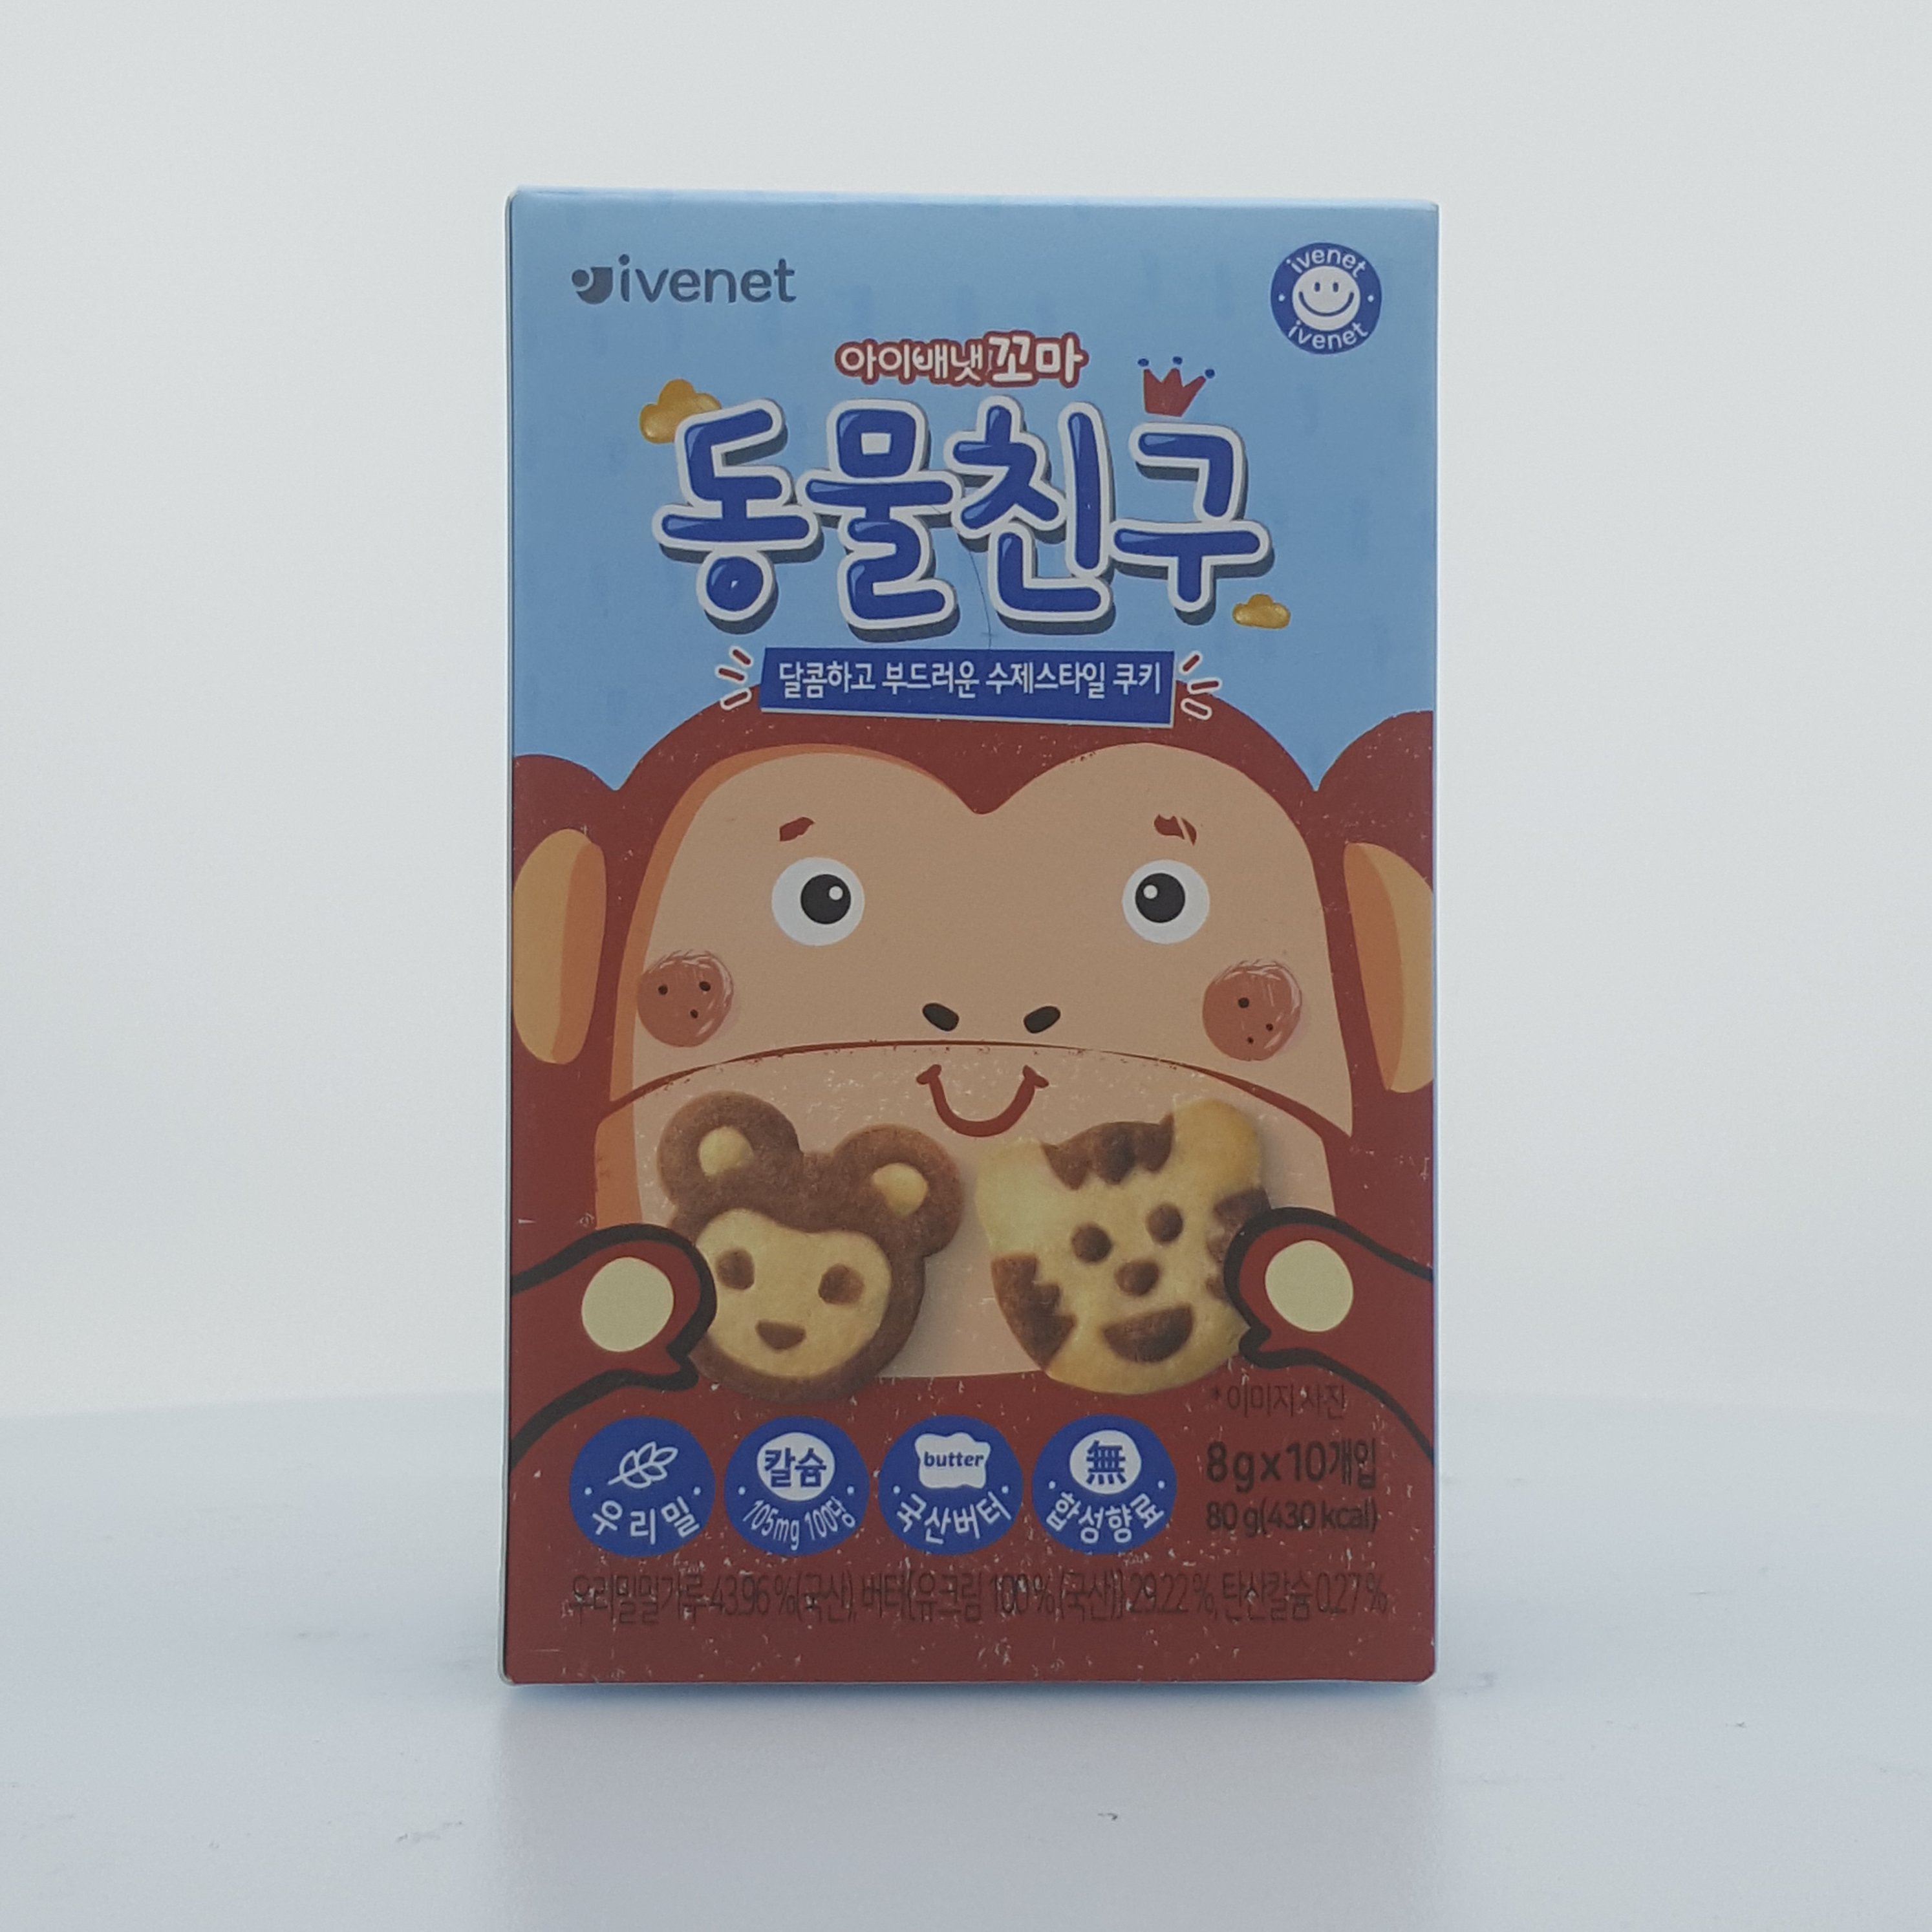 ivenet
ivenet
ivenet
아이배냇 꼬마
동물친구
달콤하고 부드러운 수제스타일 쿠키
*이미지 사진
우리밀
칼슘
105mg 100당
butter
국산버터
無
합성향료
8g x 10개입
80 g(430 kcal)
우리밀밀가루 43.96 %(국산), 버터{유크림 100 %(국산)} 29.22 %, 탄산칼슘 0.27 %